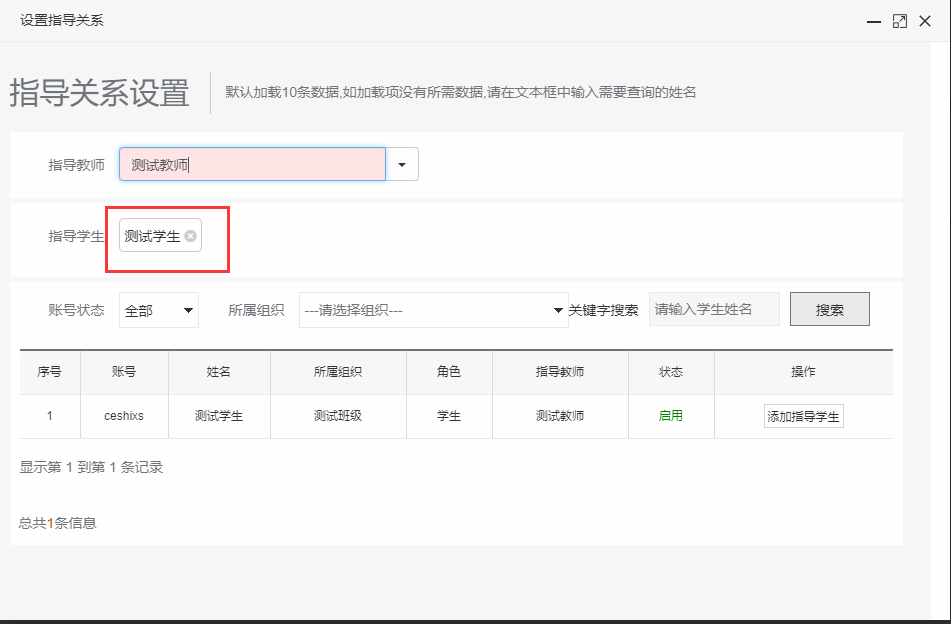 设置指导关系
指导关系设置 默认加载10条数据,如加载项没有所需数据,请在文本框中输入需要查询的姓名
指导教师 测试教师
指导学生 测试学生
账号状态 全部 所属组织 ---请选择组织--- 关键字搜索 请输入学生姓名 搜索
序号 账号 姓名 所属组织 角色 指导教师 状态 操作
1 ceshixs 测试学生 测试班级 学生 测试教师 启用 添加指导学生
显示第 1 到第 1 条记录
总共1条信息